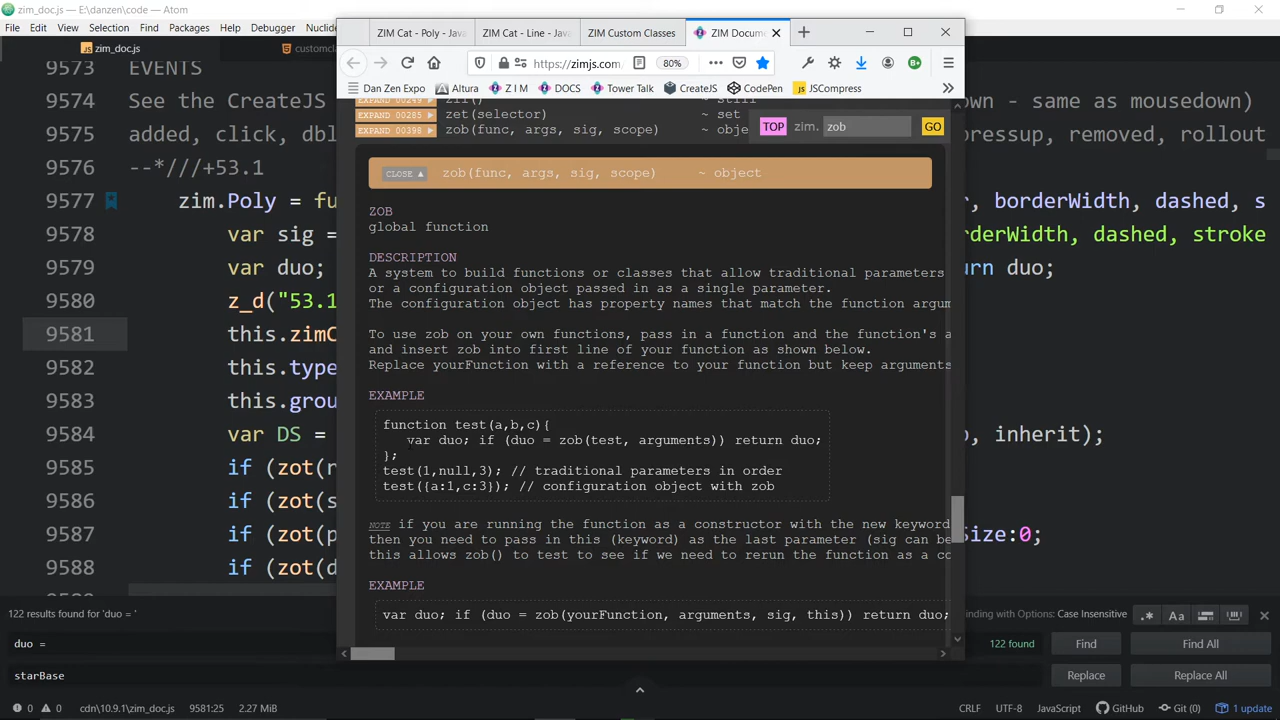 zim_doc.js — E:\danzen\code — Atom
File Edit View Selection Find Packages Help Debugger Nuclid
zim_doc.js
customcl
9573 EVENTS
9574 See the CreateJS
own - same as mousedown)
9575 added, click, dbl
essup, removed, rollout
9576 --*///+53.1
9577 zim.Poly = fu
r, borderWidth, dashed, s
9578 var sig =
rderWidth, dashed, stroke
9579 var duo;
urn duo;
9580 z_d("53.1
9581 this.zimC
9582 this.type
9583 this.grou
9584 var DS =
p, inherit);
9585 if (zot(r
9586 if (zot(s
9587 if (zot(p
Size:0;
9588 if (zot(d
ZIM Cat - Poly - Java
ZIM Cat - Line - Java
ZIM Custom Classes
ZIM Docume
https://zimjs.com
80%
Dan Zen Expo
Altura
Z I M
DOCS
Tower Talk
CreateJS
CodePen
JSCompress
EXPAND 00285 zet(selector) ~ set
EXPAND 00398 zob(func, args, sig, scope) ~ obje
TOP zim. zob GO
CLOSE ▲ zob(func, args, sig, scope) ~ object
ZOB
global function
DESCRIPTION
A system to build functions or classes that allow traditional parameters
or a configuration object passed in as a single parameter.
The configuration object has property names that match the function argum
To use zob on your own functions, pass in a function and the function's a
and insert zob into first line of your function as shown below.
Replace yourFunction with a reference to your function but keep arguments
EXAMPLE
function test(a,b,c){
var duo; if (duo = zob(test, arguments)) return duo;
};
test(1,null,3); // traditional parameters in order
test({a:1,c:3}); // configuration object with zob
NOTE if you are running the function as a constructor with the new keyword
then you need to pass in this (keyword) as the last parameter (sig can be
this allows zob() to test to see if we need to rerun the function as a co
EXAMPLE
var duo; if (duo = zob(yourFunction, arguments, sig, this)) return duo;
122 results found for 'duo = '
Finding with Options: Case Insensitive
.* Aa
duo =
122 found
Find
Find All
starBase
Replace
Replace All
0 0 cdn\10.9.1\zim_doc.js 9581:25 2.27 MiB
CRLF UTF-8 JavaScript GitHub Git (0) 1 update